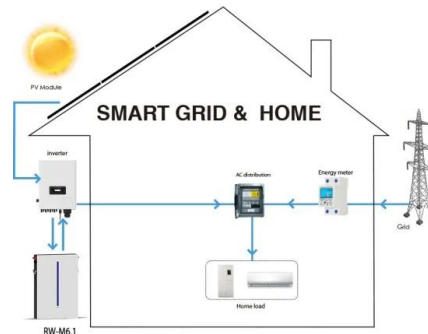 PV Module
SMART GRID & HOME
inverter
AC distribution
Energy meter
Grid
Home load
RW-M6.1